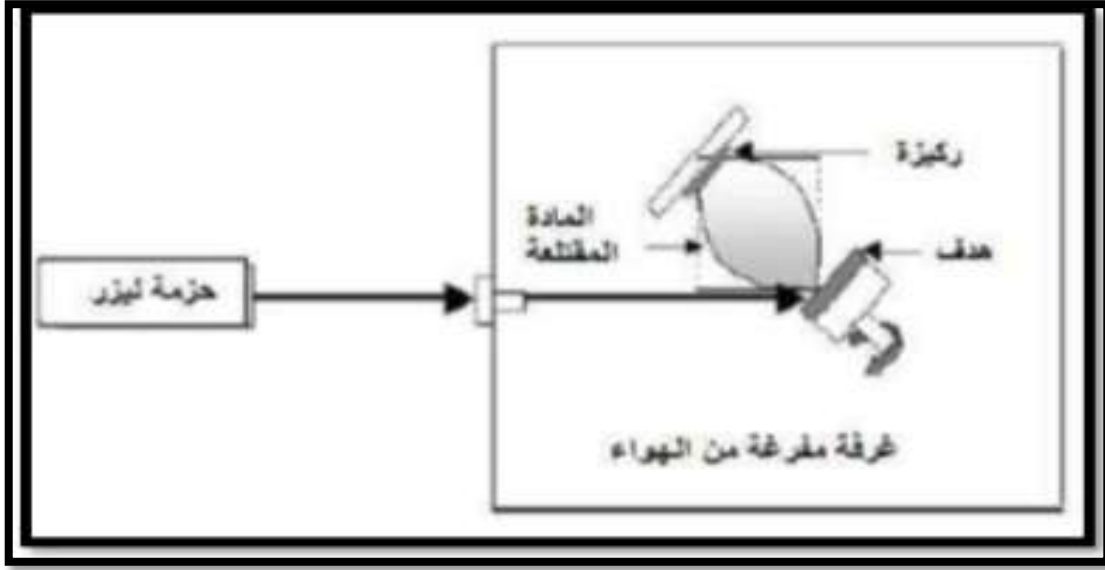 ركيزة
المادة
المقتلعة
هدف
حزمة ليزر
غرفة مفرغة من الهواء